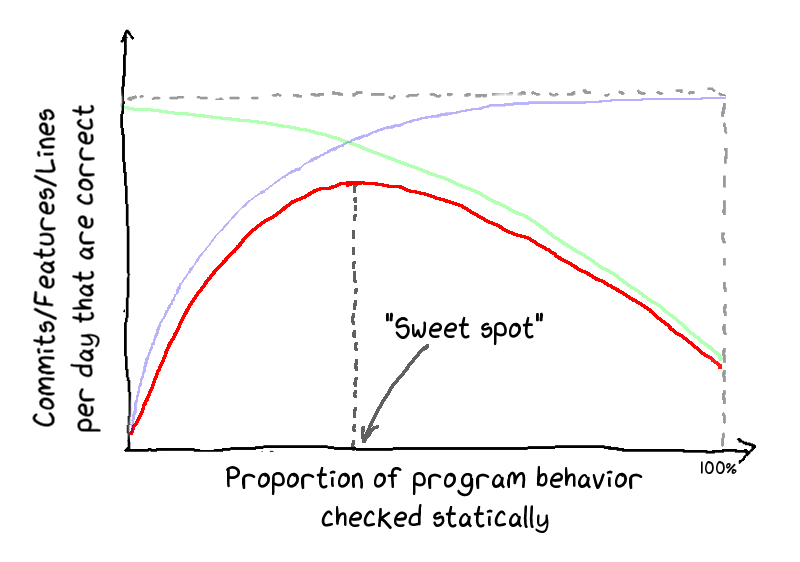 Commits/Features/Lines
per day that are correct
"Sweet spot"
100%
Proportion of program behavior
checked statically